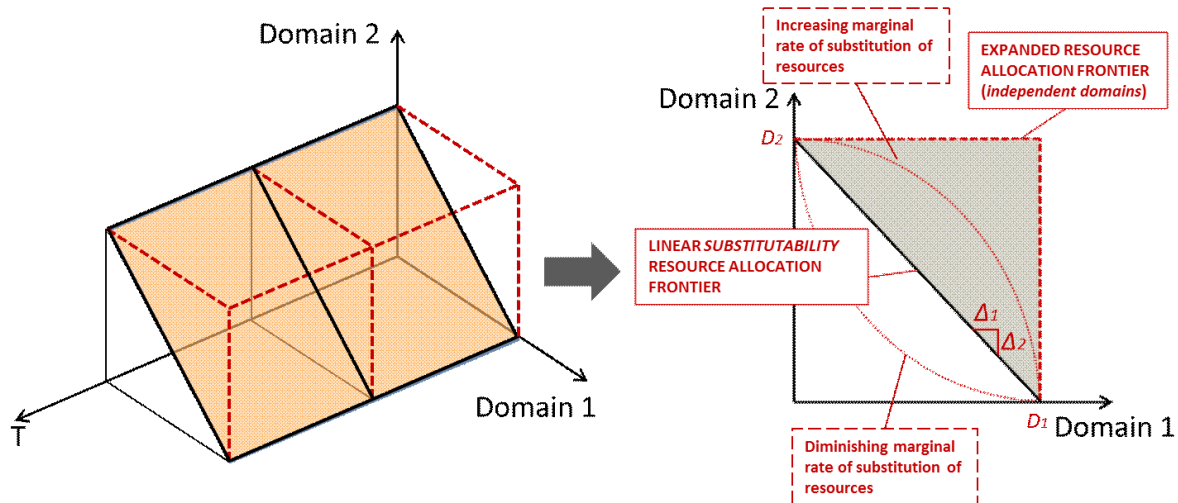 Domain 2
T
Domain 1
Increasing marginal
rate of substitution of
resources
EXPANDED RESOURCE
ALLOCATION FRONTIER
(independent domains)
Domain 2
D2
LINEAR SUBSTITUTABILITY
RESOURCE ALLOCATION
FRONTIER
Δ1
Δ2
D1
Domain 1
Diminishing marginal
rate of substitution of
resources